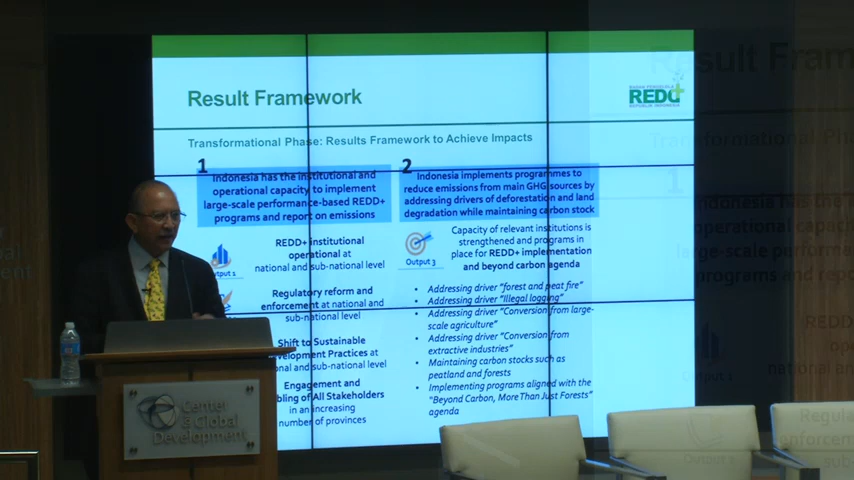 Result Framework
BADAN PENGELOLA
REDD+
REPUBLIK INDONESIA
Transformational Phase: Results Framework to Achieve Impacts
1
Indonesia has the institutional and
operational capacity to implement
large-scale performance-based REDD+
programs and report on emissions
REDD+ institutional
operational at
national and sub-national level
Regulatory reform and
enforcement at national and
sub-national level
Shift to Sustainable
Practices at
and sub-national level
Engagement and
of All Stakeholders
in an increasing
number of provinces
2
Indonesia implements programmes to
reduce emissions from main GHG sources by
addressing drivers of deforestation and land
degradation while maintaining carbon stock
Output 3
Capacity of relevant institutions is
strengthened and programs in
place for REDD+ implementation
and beyond carbon agenda
• Addressing driver "forest and peat fire"
• Addressing driver "Illegal logging"
• Addressing driver "Conversion from large-
scale agriculture"
• Addressing driver "Conversion from
extractive industries"
• Maintaining carbon stocks such as
peatland and forests
• Implementing programs aligned with the
"Beyond Carbon, More Than Just Forests"
agenda
Center
for Global
Development